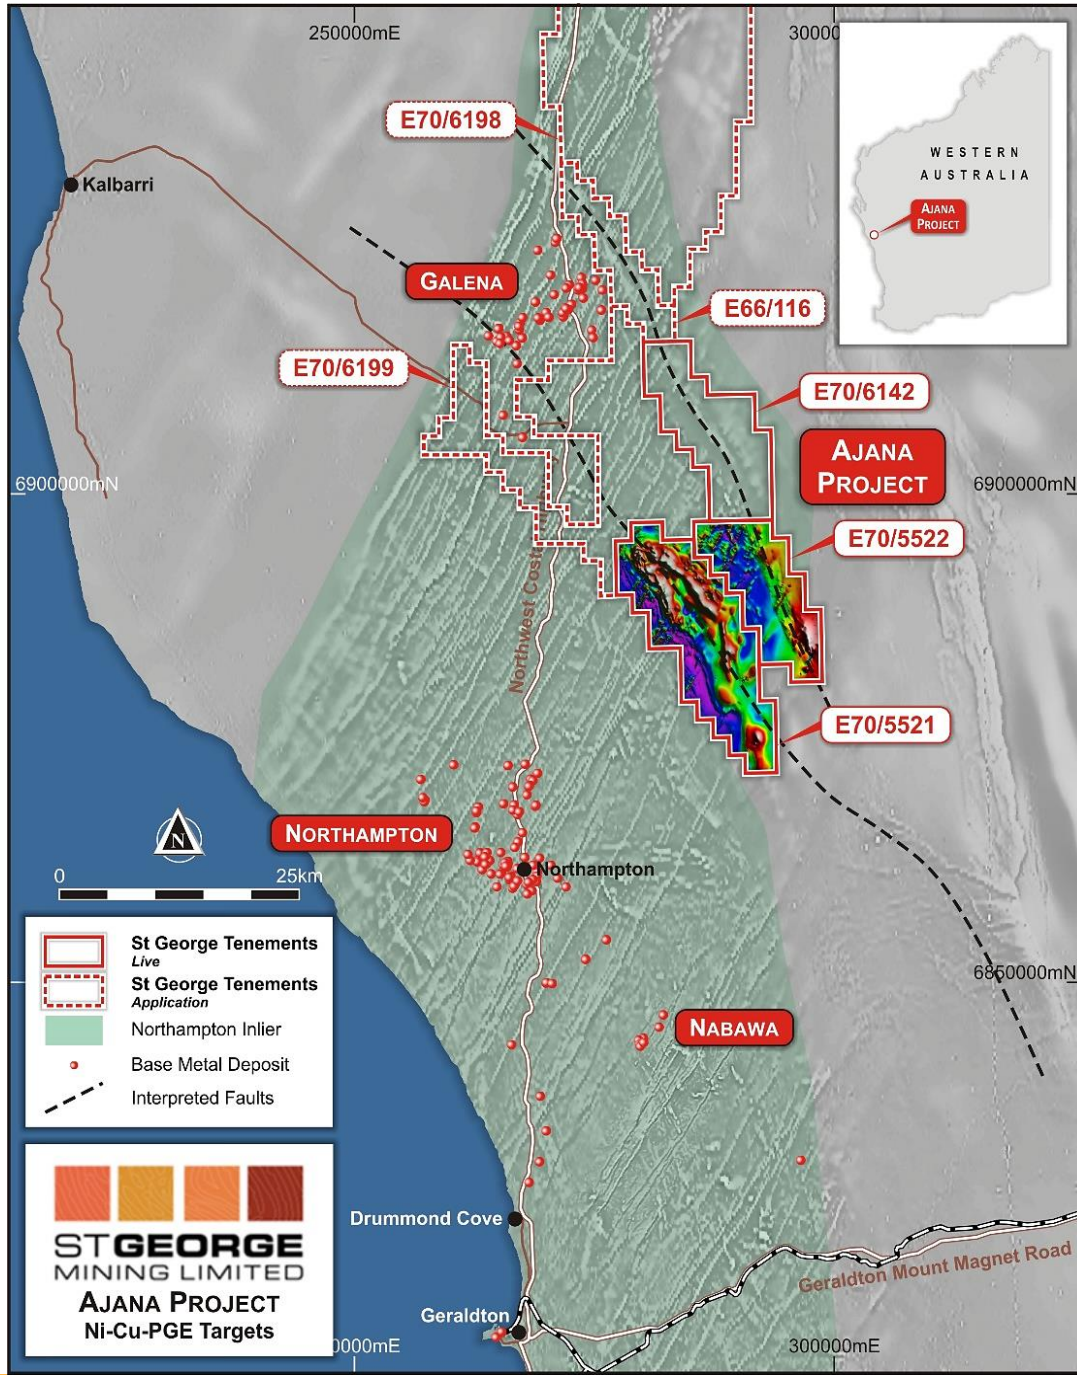 250000mE
30000
E70/6198
WESTERN
AUSTRALIA
AJANA
PROJECT
Kalbarri
GALENA
E66/116
E70/6199
E70/6142
AJANA
PROJECT
6900000mN
6900000mN
E70/5522
Northwest
E70/5521
NORTHAMPTON
N
0
25km
Northampton
St George Tenements
Live
St George Tenements
Application
Northampton Inlier
Base Metal Deposit
Interpreted Faults
6850000mN
NABAWA
Drummond Cove
Geraldton Mount Magnet Road
STGEORGE
MINING LIMITED
AJANA PROJECT
Ni-Cu-PGE Targets
Geraldton
0000mE
300000mE